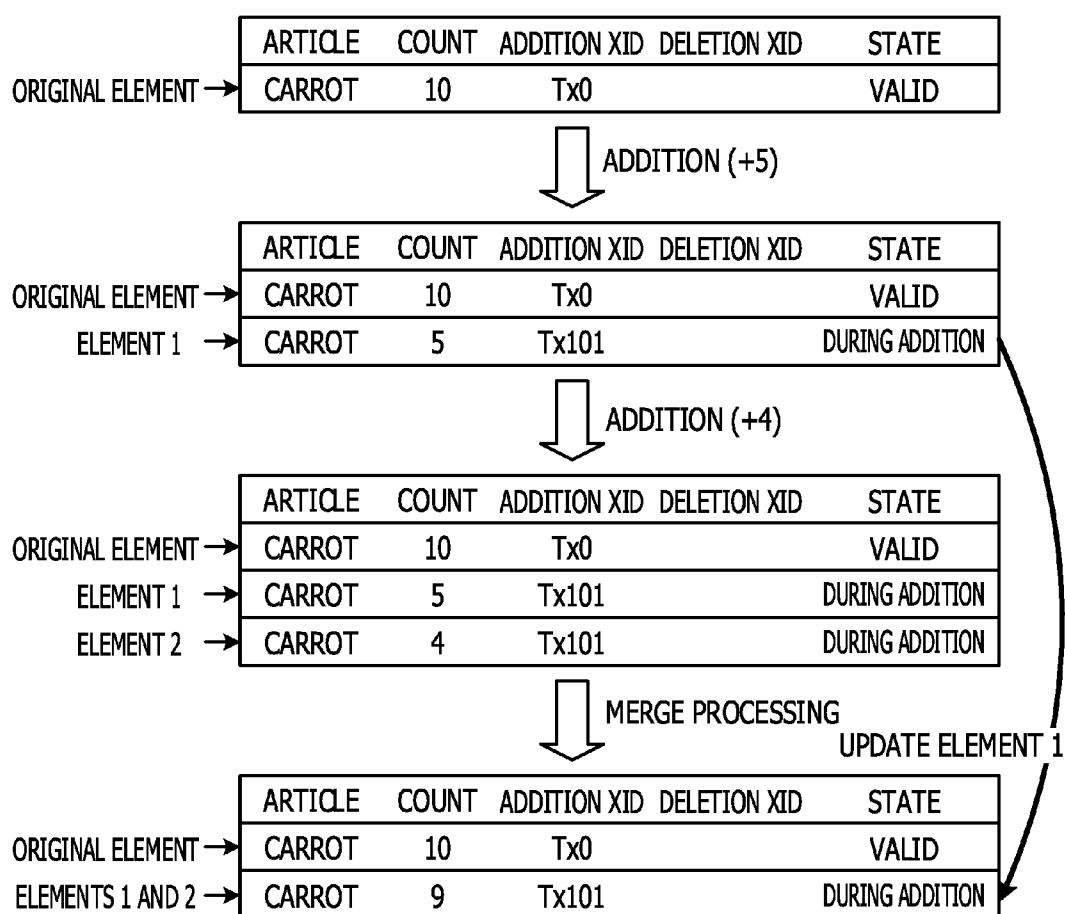 ARTICLE COUNT ADDITION XID DELETION XID STATE
ORIGINAL ELEMENT CARROT 10 Tx0 VALID
ADDITION (+5)
ARTICLE COUNT ADDITION XID DELETION XID STATE
ORIGINAL ELEMENT CARROT 10 Tx0 VALID
ELEMENT 1 CARROT 5 Tx101 DURING ADDITION
ADDITION (+4)
ARTICLE COUNT ADDITION XID DELETION XID STATE
ORIGINAL ELEMENT CARROT 10 Tx0 VALID
ELEMENT 1 CARROT 5 Tx101 DURING ADDITION
ELEMENT 2 CARROT 4 Tx101 DURING ADDITION
MERGE PROCESSING
UPDATE ELEMENT 1
ARTICLE COUNT ADDITION XID DELETION XID STATE
ORIGINAL ELEMENT CARROT 10 Tx0 VALID
ELEMENTS 1 AND 2 CARROT 9 Tx101 DURING ADDITION